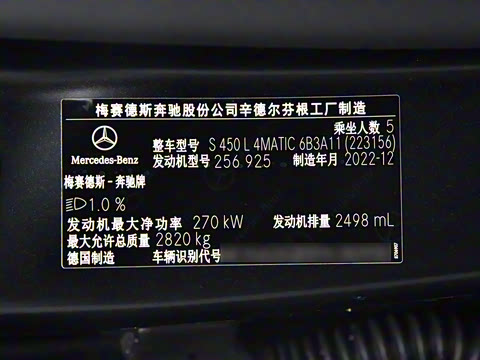 梅赛德斯奔驰股份公司辛德尔芬根工厂制造
乘坐人数 5
整车型号 S 450 L 4MATIC 6B3A11 (223156)
Mercedes-Benz 发动机型号 256.925 制造年月 2022-12
梅赛德斯-奔驰牌
1.0 %
发动机最大净功率 270 kW 发动机排量 2498 mL
最大允许总质量 2820 kg
德国制造 车辆识别代号